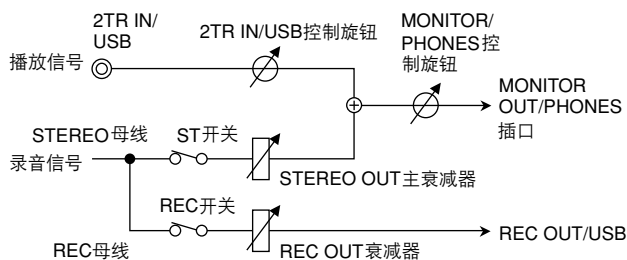 2TR IN/
USB
播放信号
2TR IN/USB控制旋钮
MONITOR/
PHONES控
制旋钮
MONITOR
OUT/PHONES
插口
STEREO母线
录音信号
ST开关
STEREO OUT主衰减器
REC开关
REC母线
REC OUT衰减器
REC OUT/USB